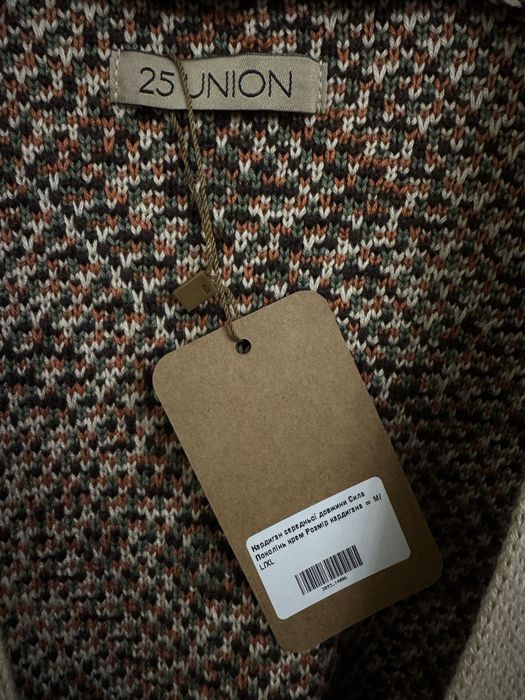 25 UNION
Кардиган середньої довжини Сила
Поколінь крем Розмір кардигана = M/
L/XL